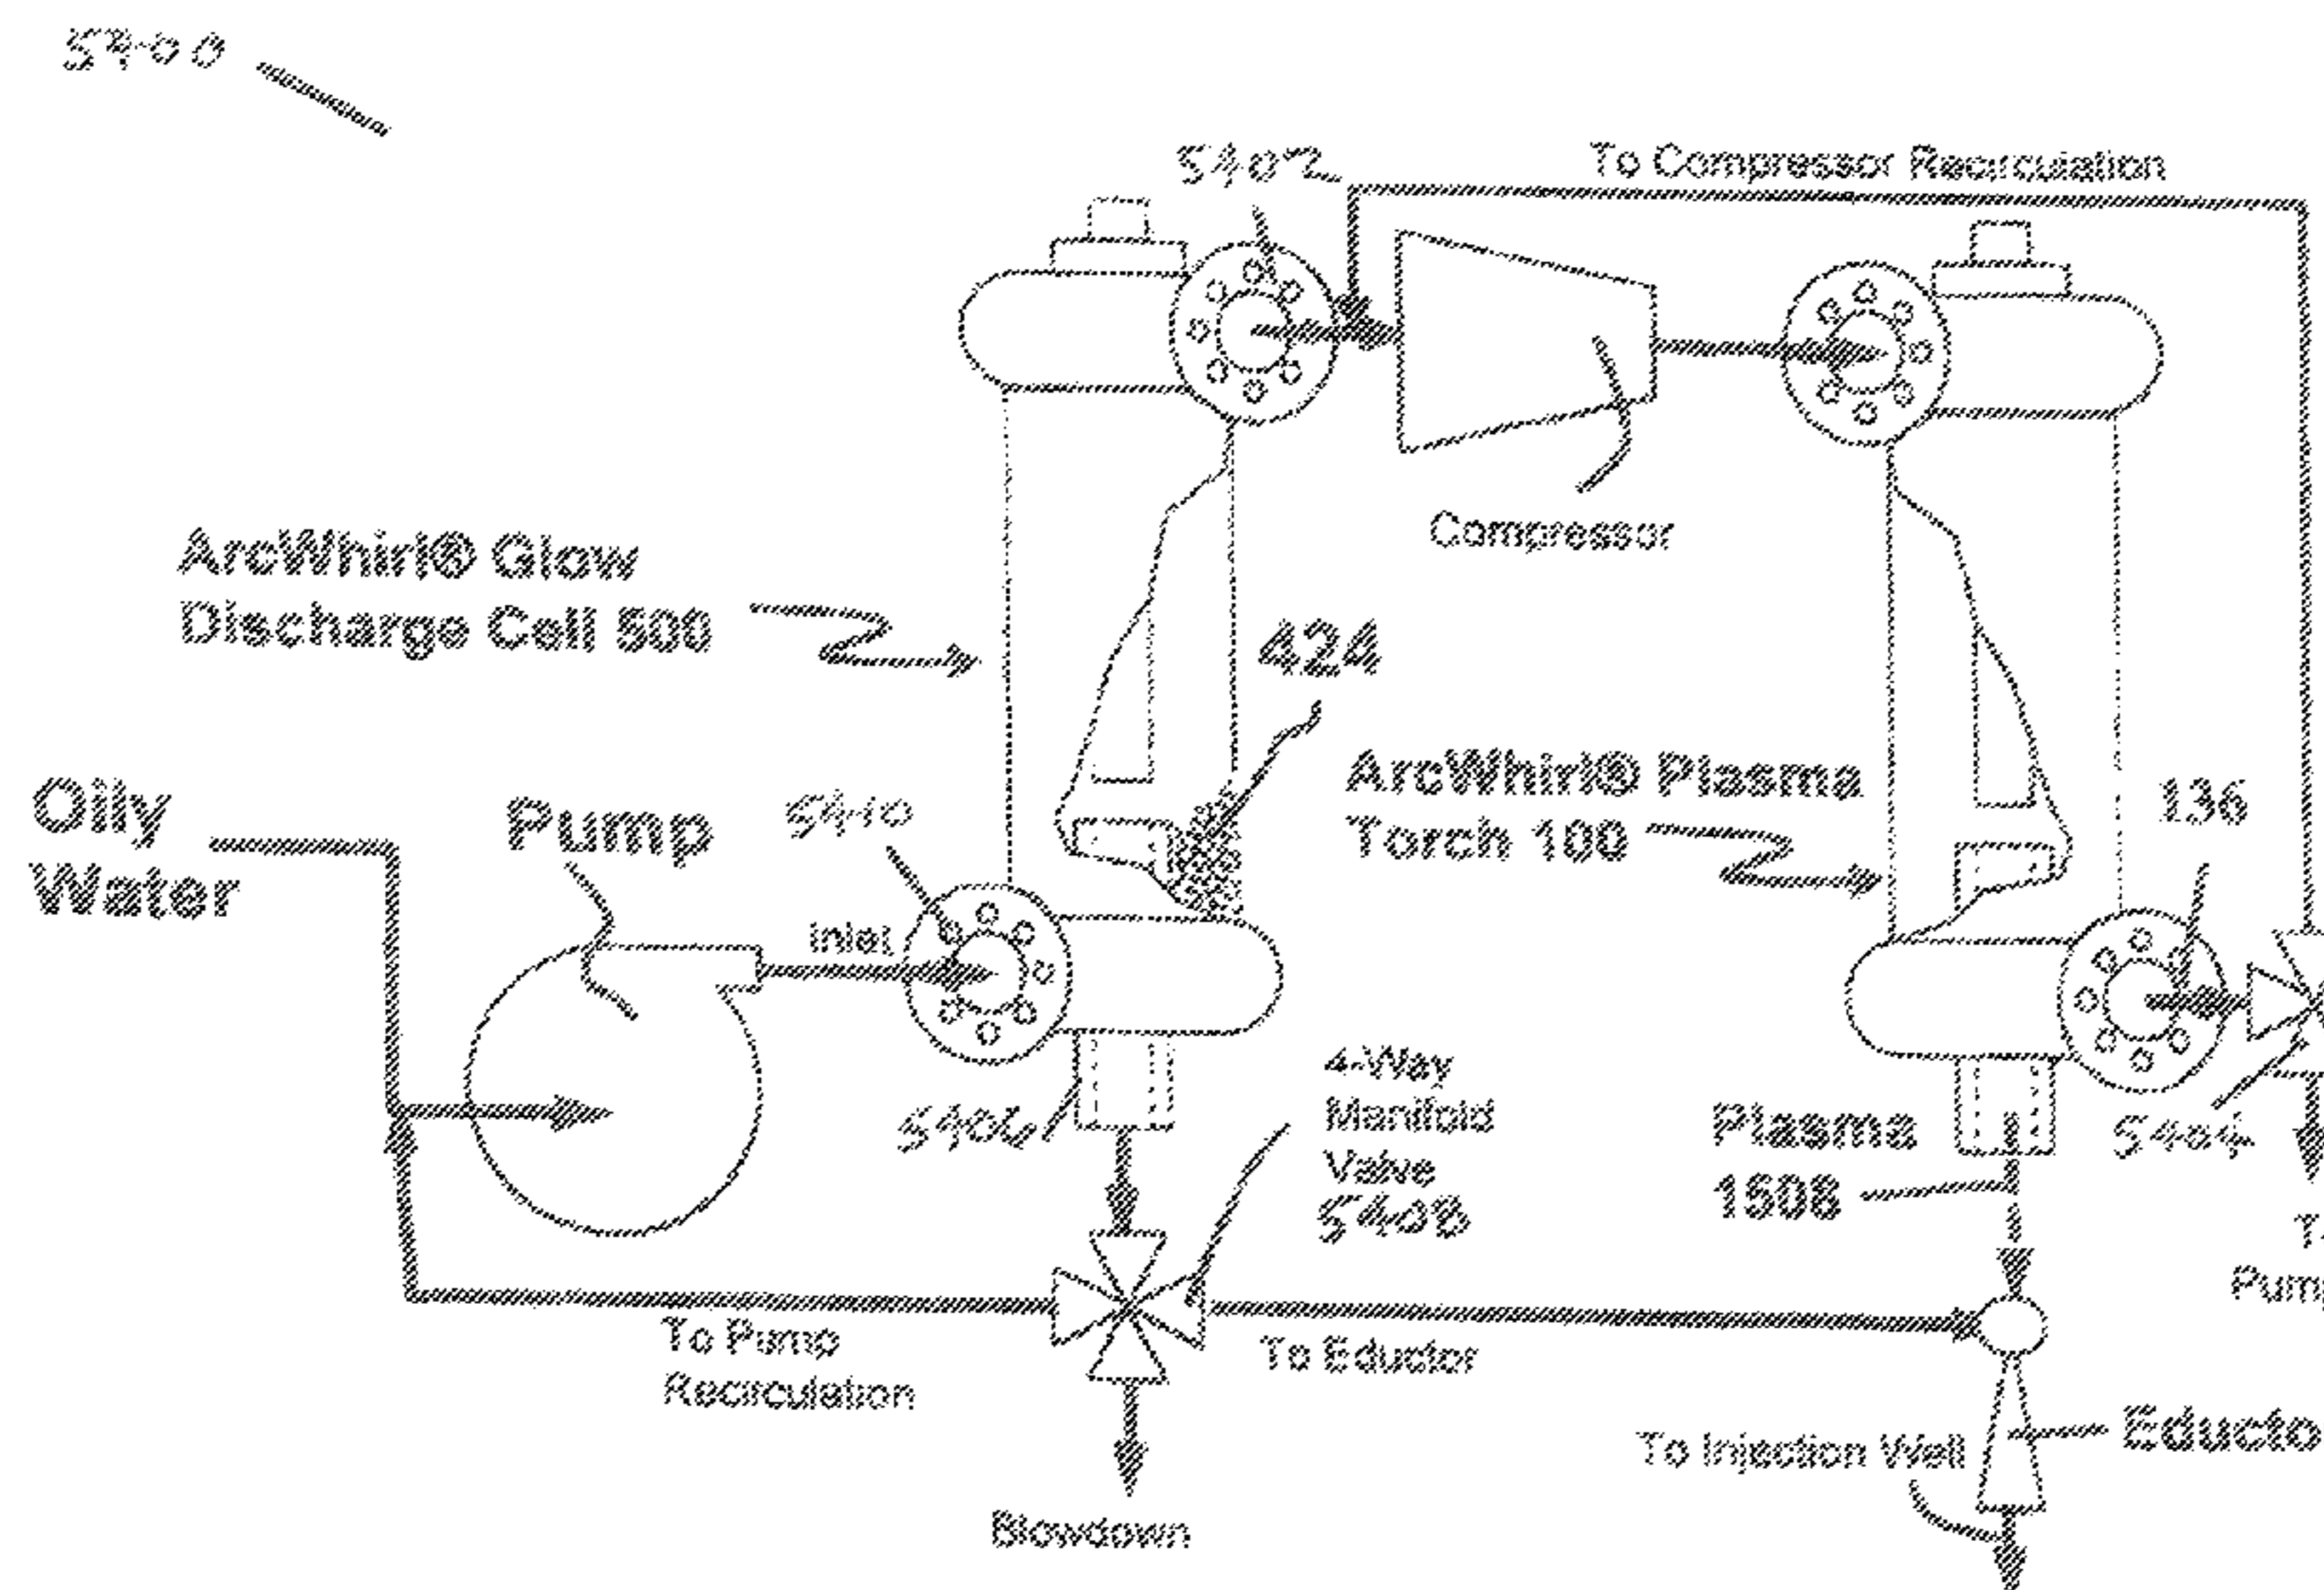 5400
5402
To Compressor Recirculation
Compressor
ArcWhirl® Glow
Discharge Cell 500
424
Oily
Water
Pump
5410
inlet
ArcWhirl® Plasma
Torch 100
136
5406
4-Way
Manifold
Valve
5408
Plasma
1508
5404
Pump
To Pump
Recirculation
To Eductor
Blowdown
To Injection Well
Educto